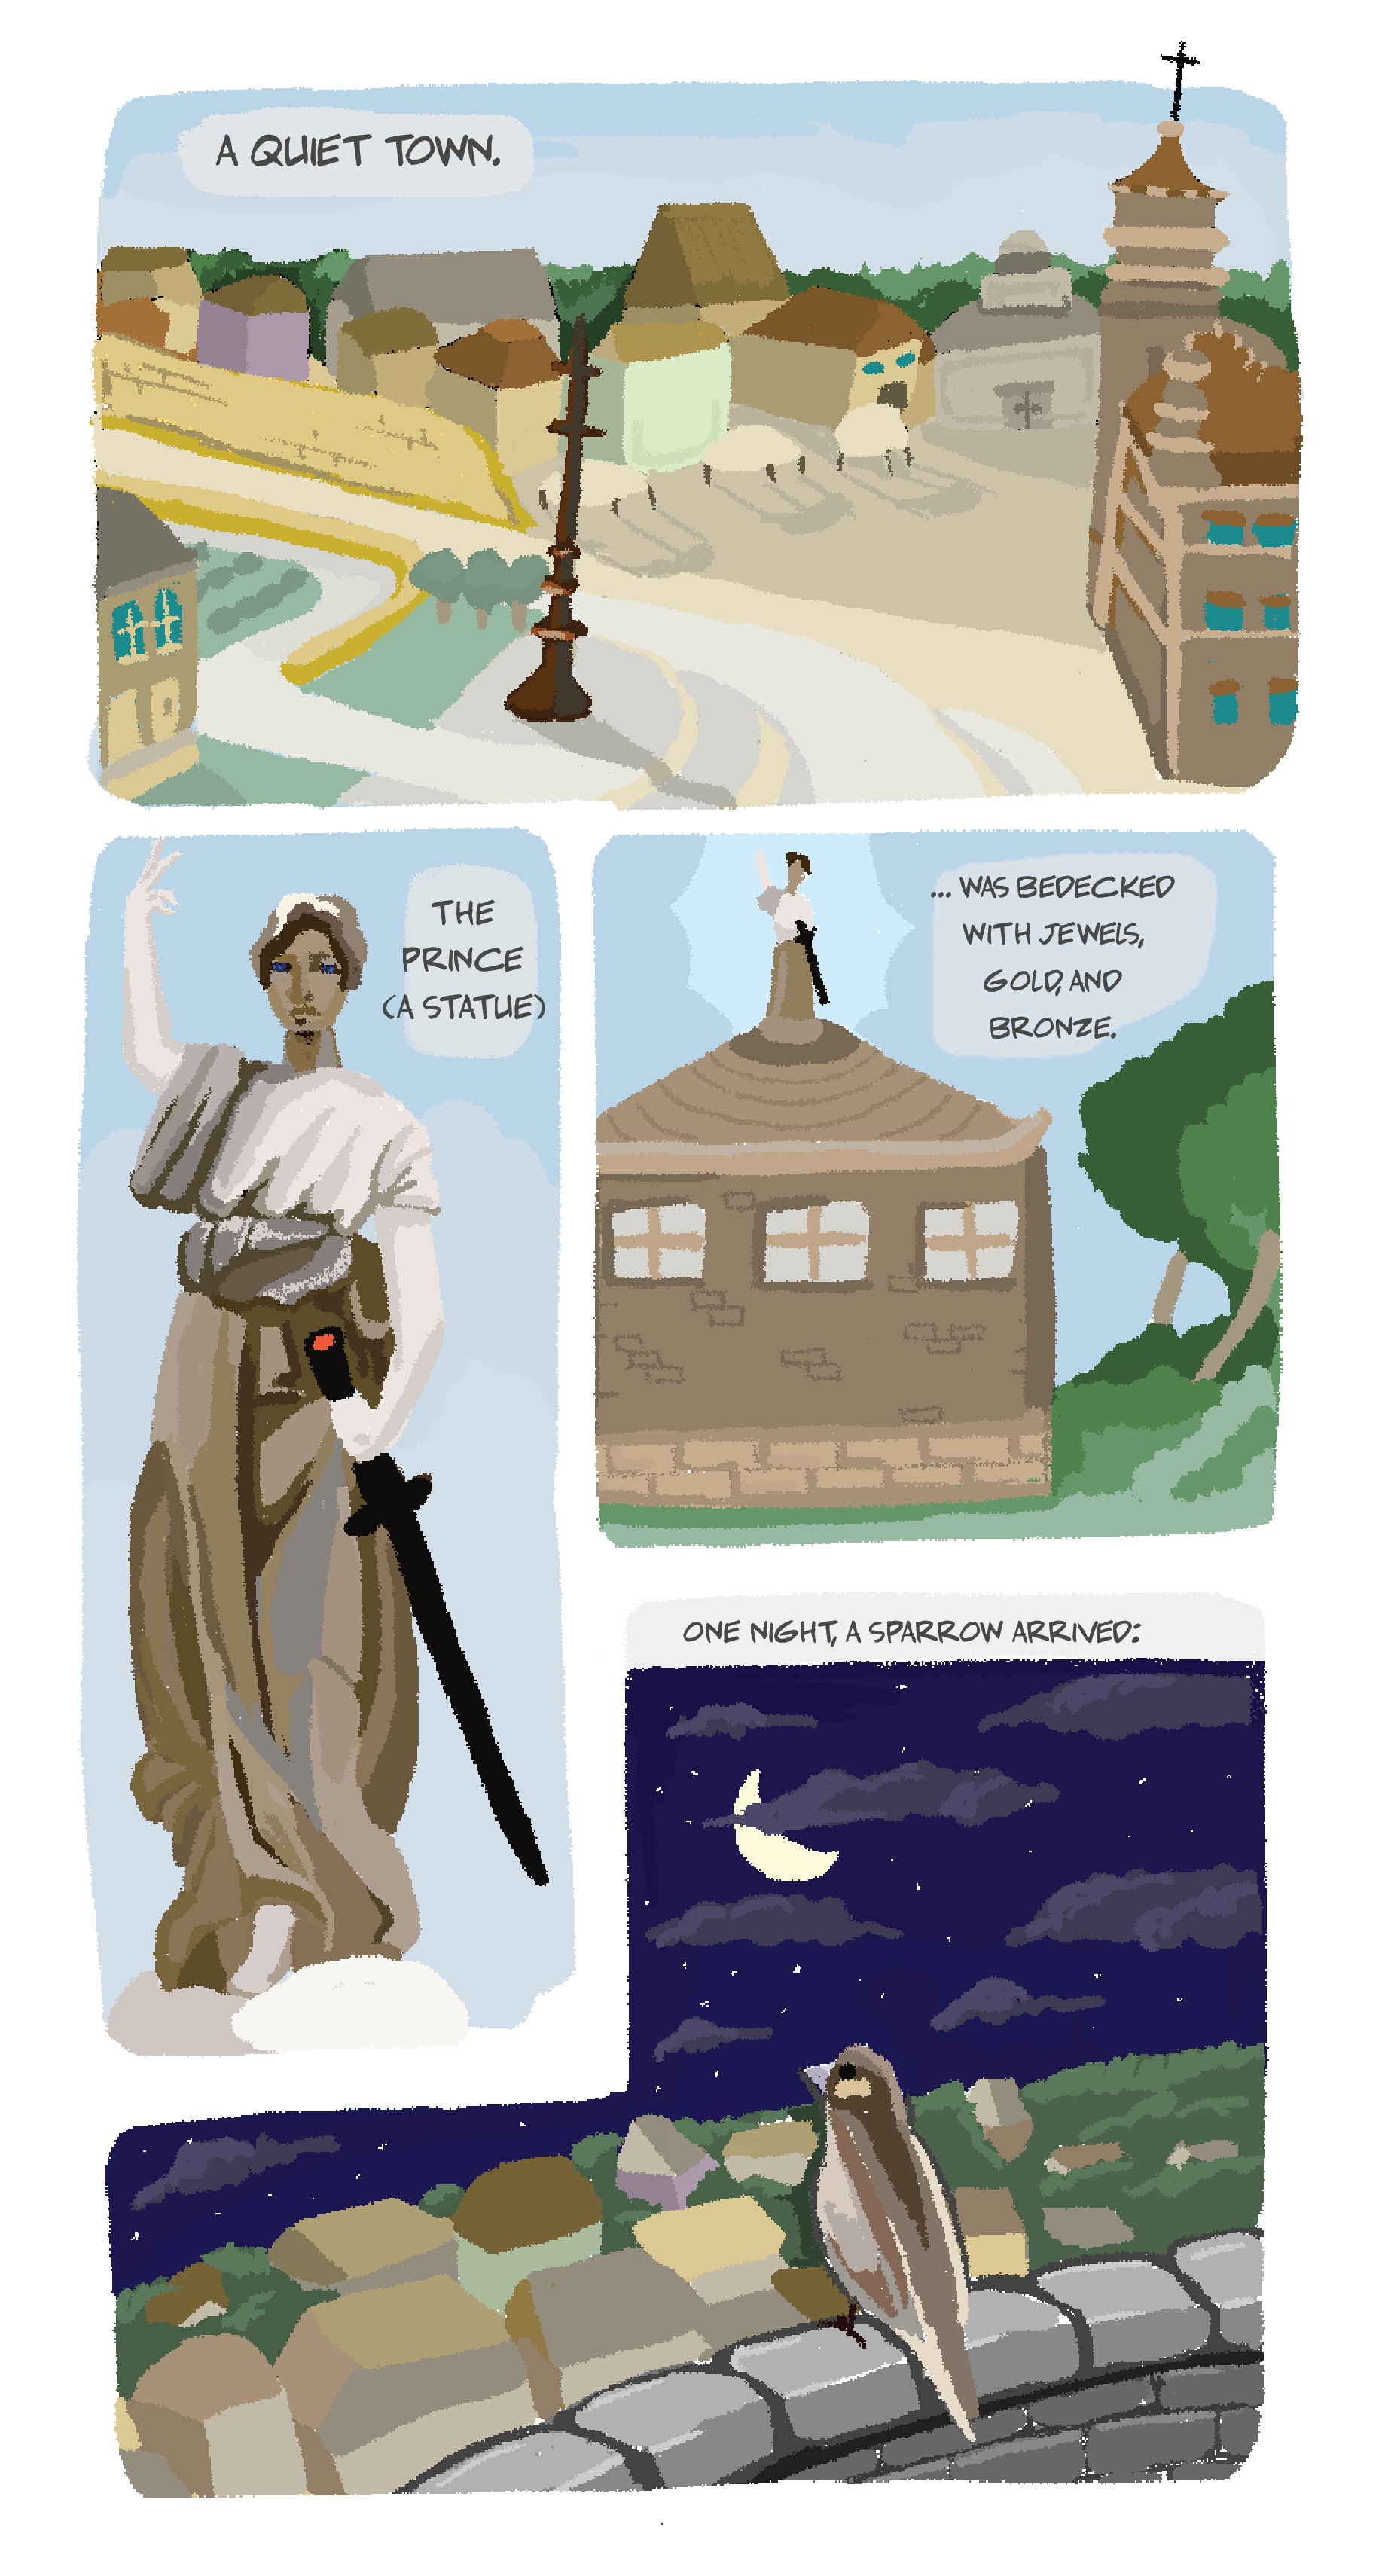 A QUIET TOWN.
THE
PRINCE
(A STATUE)
... WAS BEDECKED
WITH JEWELS,
GOLD, AND
BRONZE.
ONE NIGHT, A SPARROW ARRIVED: